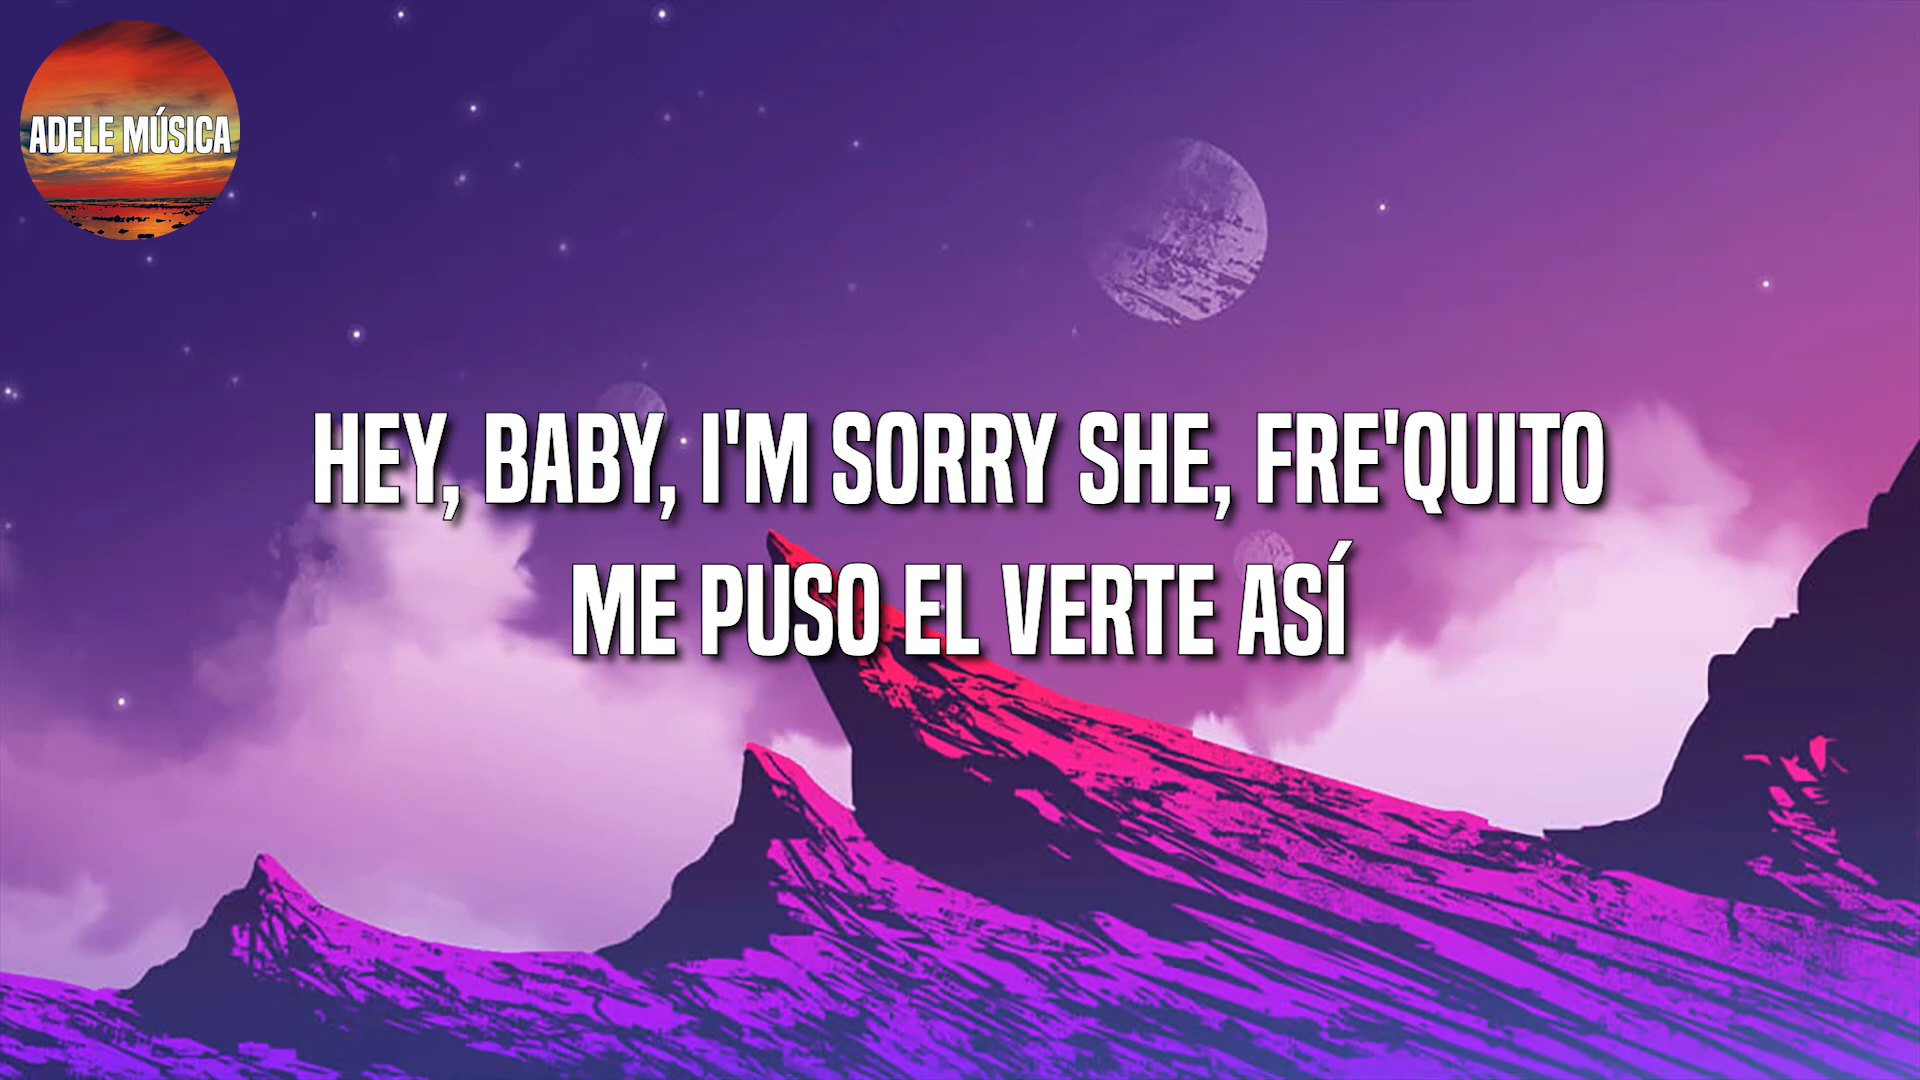 ADELE MÚSICA
HEY, BABY, I'M SORRY SHE, FRE'QUITO
ME PUSO EL VERTE ASÍ